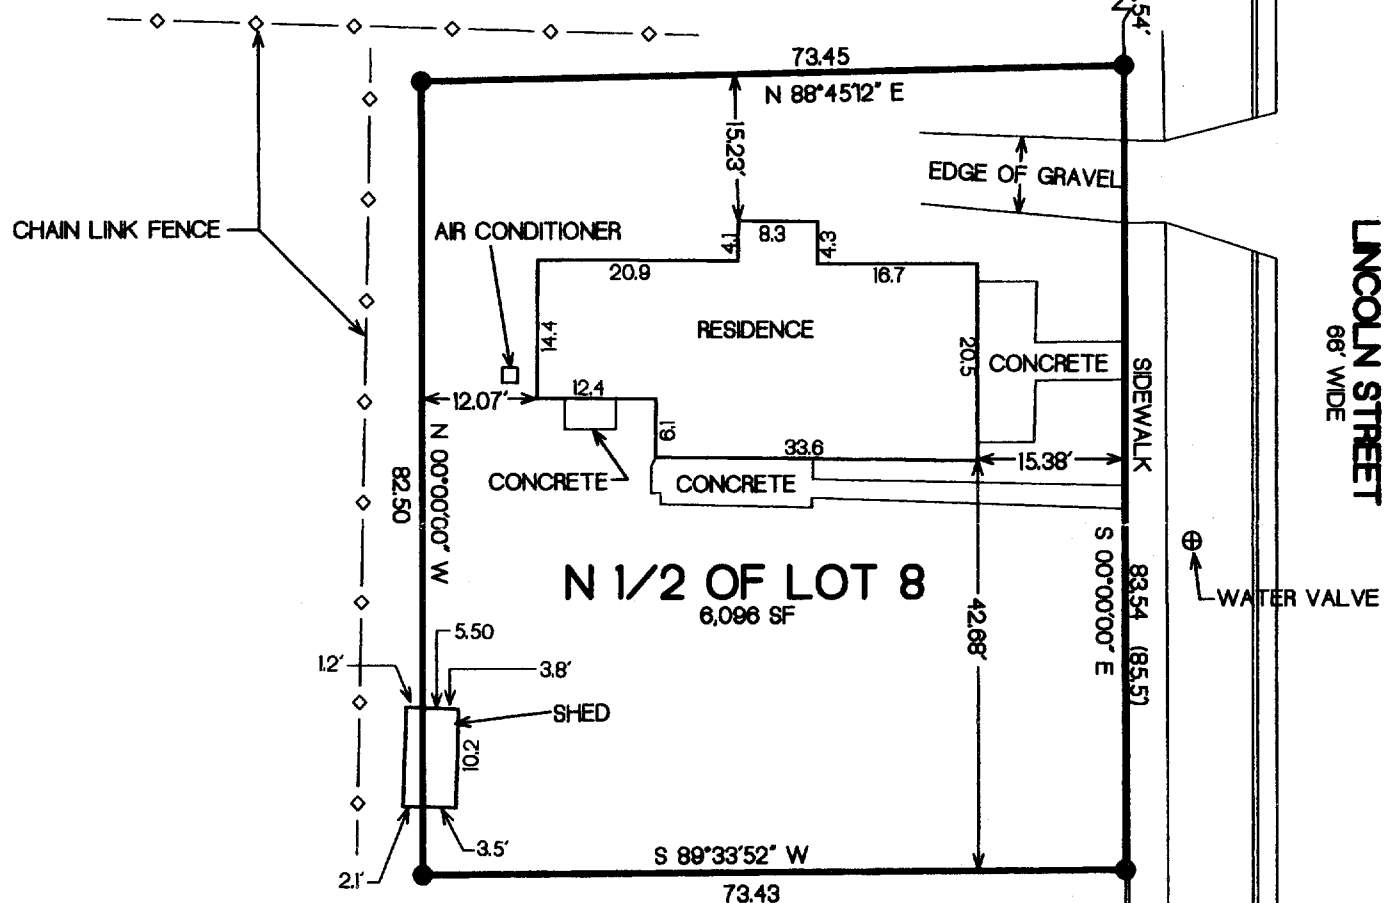 54'
73.45
N 88°45'12" E
15.23'
EDGE OF GRAVEL
CHAIN LINK FENCE
AIR CONDITIONER
4.1
8.3
4.3
20.9
16.7
LINCOLN STREET
66' WIDE
14.4
RESIDENCE
20.5
CONCRETE
SIDEWALK
12.07'
12.4
6.1
33.6
15.38'
N 00°00'00" W
82.50
CONCRETE
CONCRETE
S 00°00'00" E
83.54 (85.5')
N 1/2 OF LOT 8
6,096 SF
42.68'
WATER VALVE
5.50
1.2'
3.8'
SHED
10.2
3.5'
2.1'
S 89°33'52" W
73.43